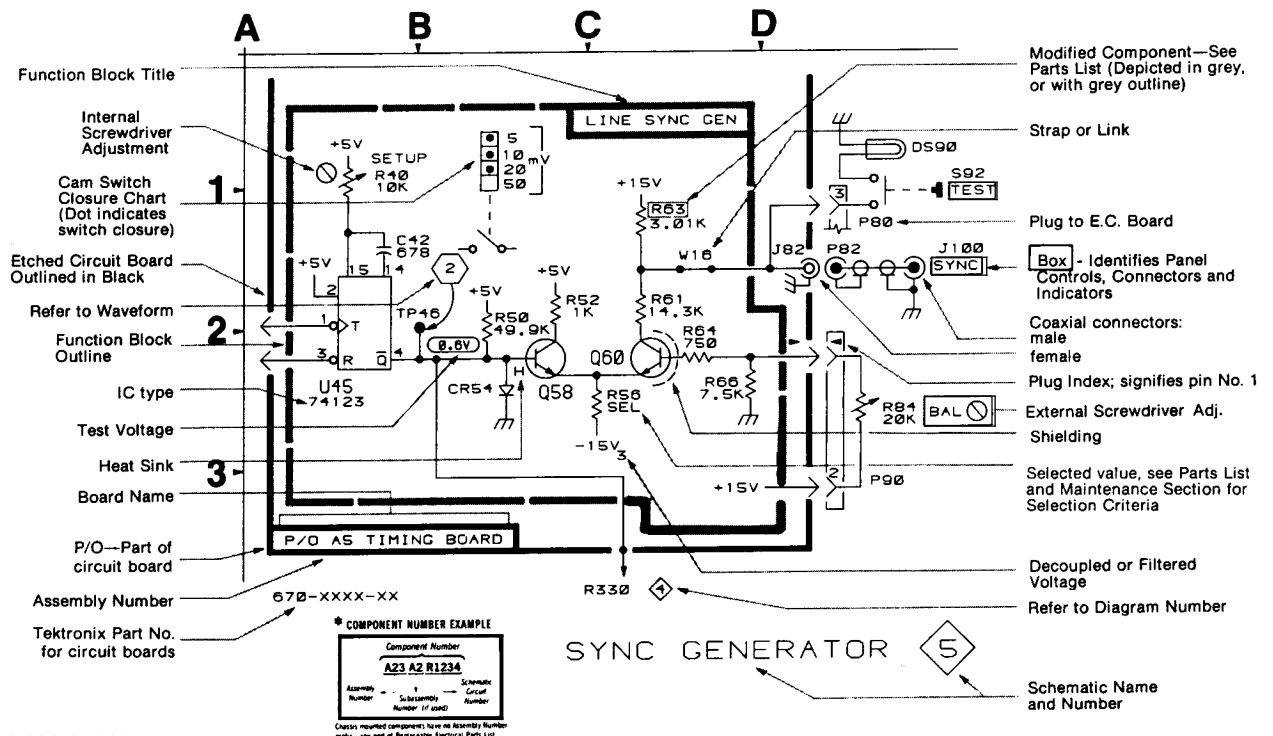 A
B
C
D
1
2
3
Function Block Title
Internal
Screwdriver
Adjustment
Cam Switch
Closure Chart
(Dot indicates
switch closure)
Etched Circuit Board
Outlined in Black
Refer to Waveform
Function Block
Outline
IC type
Test Voltage
Heat Sink
Board Name
P/O—Part of
circuit board
Assembly Number
Tektronix Part No.
for circuit boards
LINE SYNC GEN
+5V
SETUP
R40
10K
5
10
20
50
mV
+15V
R63
3.01K
C42
678
+5V
15
14
2
2
1
T
3
R
Q
4
U45
74123
TP46
0.6V
+5V
R50
49.9K
CR54
H
+5V
R52
1K
Q58
Q60
W16
R61
14.3K
R64
750
R66
7.5K
R56
SEL
-15V
3
+15V
P/O A5 TIMING BOARD
670-XXXX-XX
R330
4
DS90
S92
TEST
3
P80
J82
P82
J100
SYNC
R84
20K
BAL
2
P90
Modified Component—See
Parts List (Depicted in grey,
or with grey outline)
Strap or Link
Plug to E.C. Board
Box - Identifies Panel
Controls, Connectors and
Indicators
Coaxial connectors:
male
female
Plug Index; signifies pin No. 1
External Screwdriver Adj.
Shielding
Selected value, see Parts List
and Maintenance Section for
Selection Criteria
Decoupled or Filtered
Voltage
Refer to Diagram Number
Schematic Name
and Number
SYNC GENERATOR
5
* COMPONENT NUMBER EXAMPLE
Component Number
A23 A2 R1234
Assembly
Number
Subassembly
Number (if used)
Schematic
Circuit
Number
Chassis mounted components have no Assembly Number